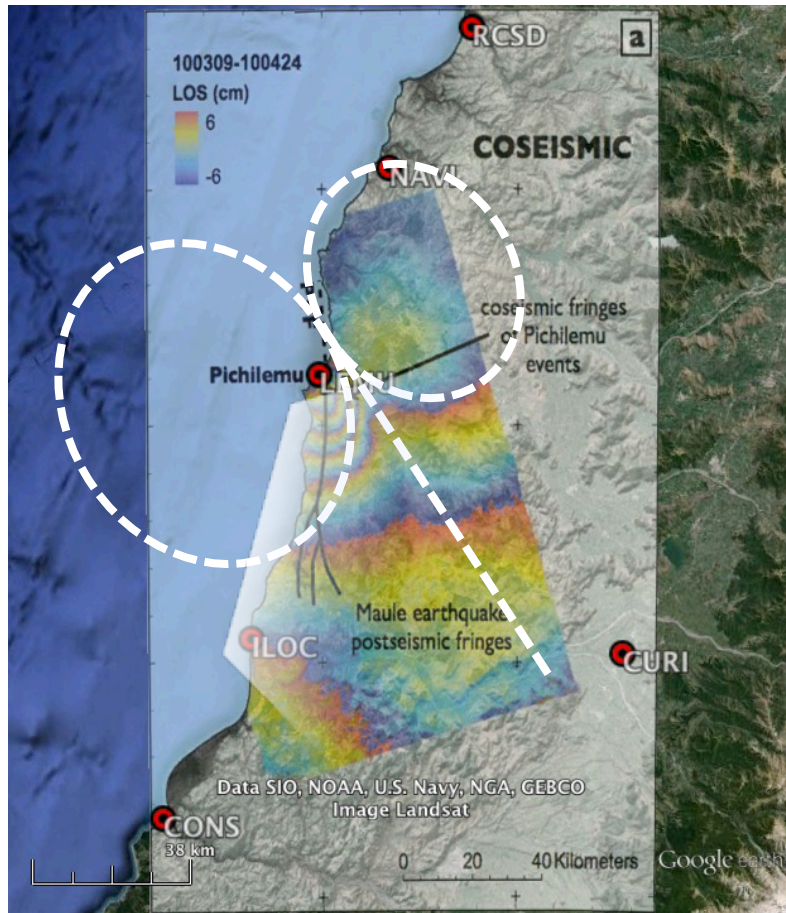 RCSD
a
100309-100424
LOS (cm)
6
-6
COSEISMIC
NAVI
coseismic fringes
of Pichilemu
events
Pichilemu
Maule earthquake
postseismic fringes
ILOC
CURI
Data SIO, NOAA, U.S. Navy, NGA, GEBCO
Image Landsat
CONS
38 km
0 20 40 Kilometers
Google earth